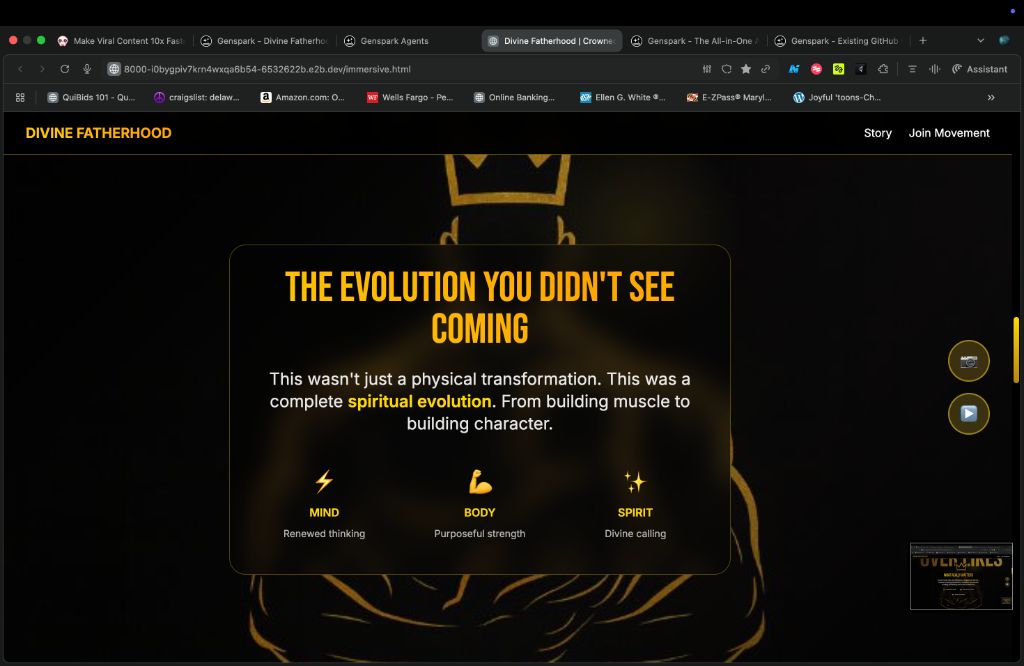 Make Viral Content 10x Fast
Genspark - Divine Fatherhoo
Genspark Agents
Divine Fatherhood | Crowne
Genspark - The All-in-One A
Genspark - Existing GitHub
8000-i0bygpiv7krn4wxqa6b54-6532622b.e2b.dev/immersive.html
Assistant
QuiBids 101 - Qu...
craigslist: delaw...
Amazon.com: O...
WF
Wells Fargo - Pe...
Online Banking...
Ellen G. White ®...
E-ZPass® Maryl...
Joyful 'toons-Ch...
DIVINE FATHERHOOD
Story
Join Movement
THE EVOLUTION YOU DIDN'T SEE
COMING
This wasn't just a physical transformation. This was a
complete spiritual evolution. From building muscle to
building character.
MIND
BODY
SPIRIT
Renewed thinking
Purposeful strength
Divine calling
OVER LIKES